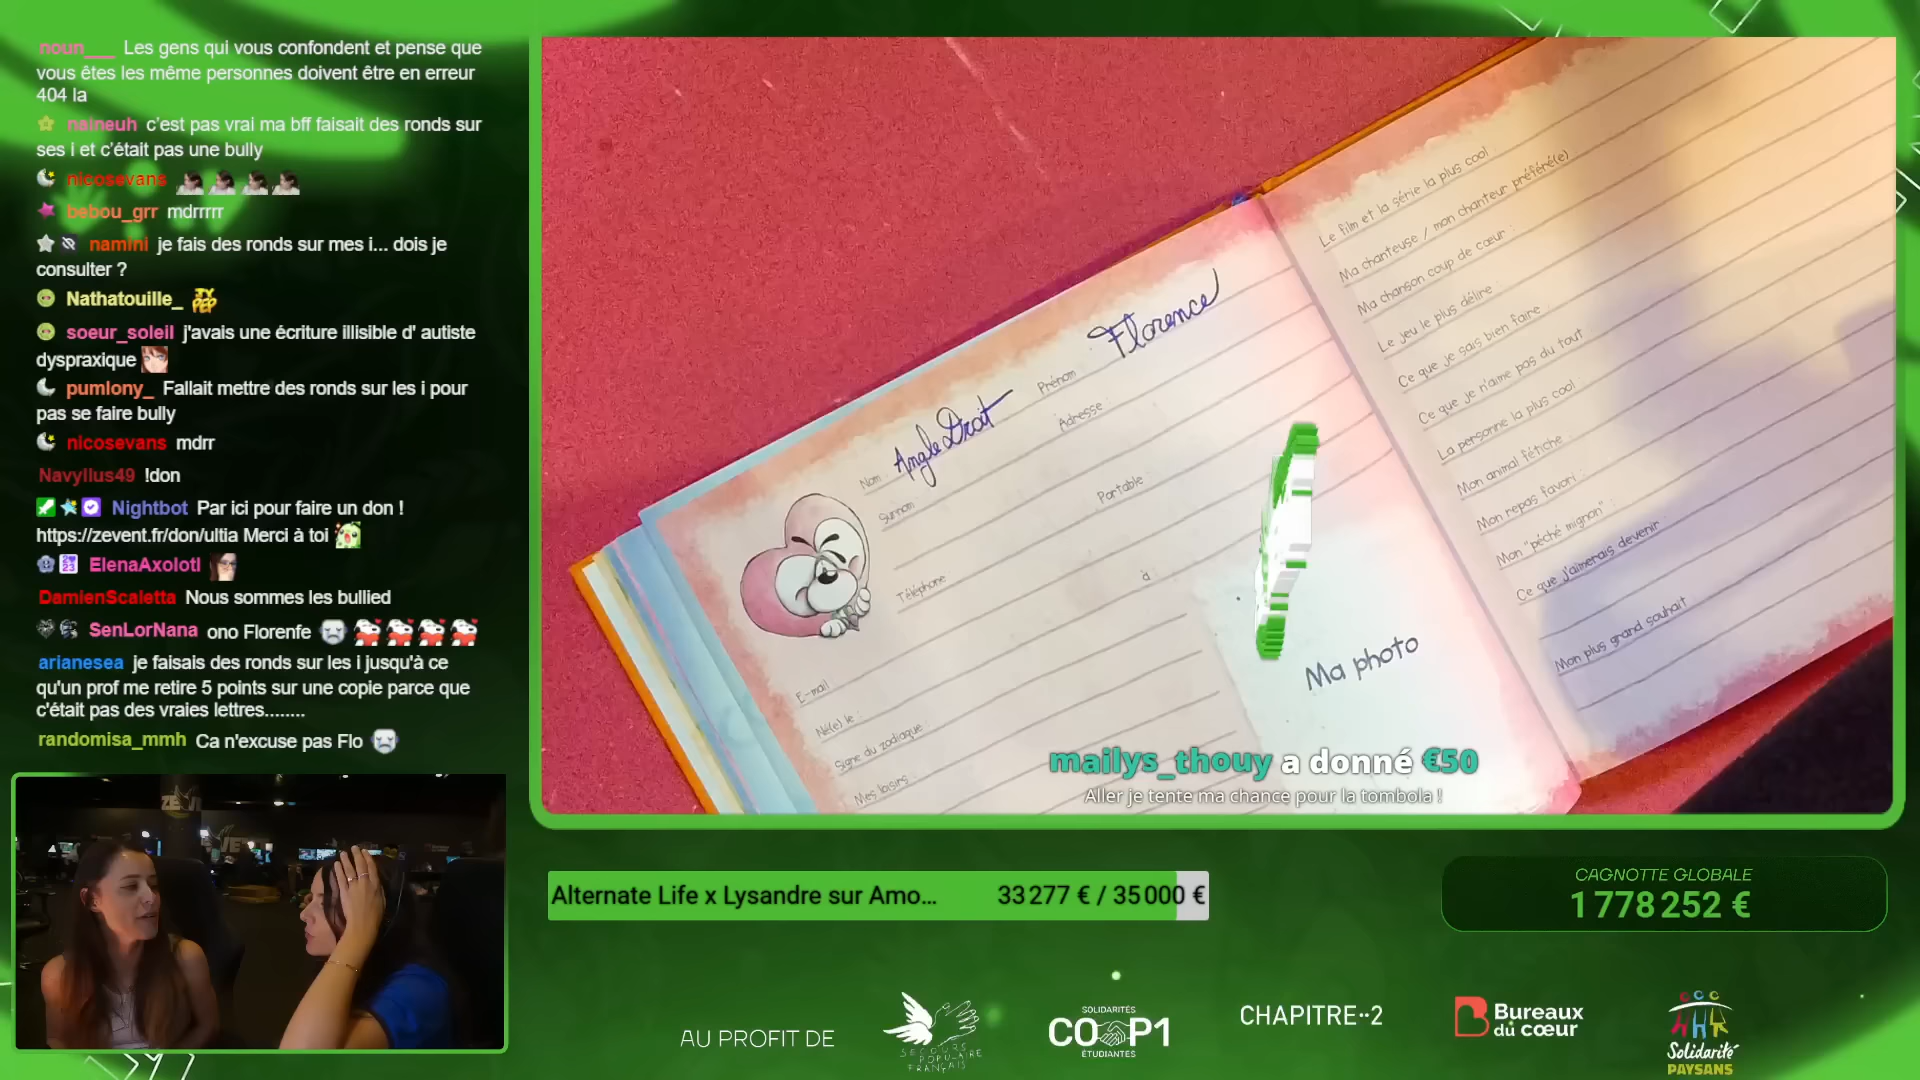 noun___ Les gens qui vous confondent et pense que
vous êtes les même personnes doivent être en erreur
404 la
naineuh c'est pas vrai ma bff faisait des ronds sur
ses i et c'était pas une bully
nicosevans
bebou_grr mdrrrrr
namini je fais des ronds sur mes i... dois je
consulter ?
Nathatouille_
soeur_soleil j'avais une écriture illisible d' autiste
dyspraxique
pumlony_ Fallait mettre des ronds sur les i pour
pas se faire bully
nicosevans mdrr
Navyllus49 !don
Nightbot Par ici pour faire un don !
https://zevent.fr/don/ultia Merci à toi
ElenaAxolotl
DamienScaletta Nous sommes les bullied
SenLorNana ono Florenfe
arianesea je faisais des ronds sur les i jusqu'à ce
qu'un prof me retire 5 points sur une copie parce que
c'était pas des vraies lettres........
randomisa_mmh Ca n'excuse pas Flo
Nom : Angle Droit Prénom : Florence
Surnom : Adresse :
Portable :
Téléphone
à :
E-mail
Né(e) le :
Signe du zodiaque :
Mes loisirs
Ma photo
Le film et la série la plus cool :
Ma chanteuse / mon chanteur préféré(e)
Ma chanson coup de cœur :
Le jeu le plus délire :
Ce que je sais bien faire :
Ce que je n'aime pas du tout
La personne la plus cool :
Mon animal fétiche :
Mon repas favori :
Mon "péché mignon" :
Ce que j'aimerais devenir
Mon plus grand souhait
mailys_thouy a donné €50
Aller je tente ma chance pour la tombola !
Alternate Life x Lysandre sur Amo... 33 277 € / 35 000 €
CAGNOTTE GLOBALE
1 778 252 €
AU PROFIT DE
SECOURS
POPULAIRE
FRANÇAIS
SOLIDARITÉS
CO P1
ÉTUDIANTES
CHAPITRE··2
Bureaux
du cœur
Solidarité
PAYSANS